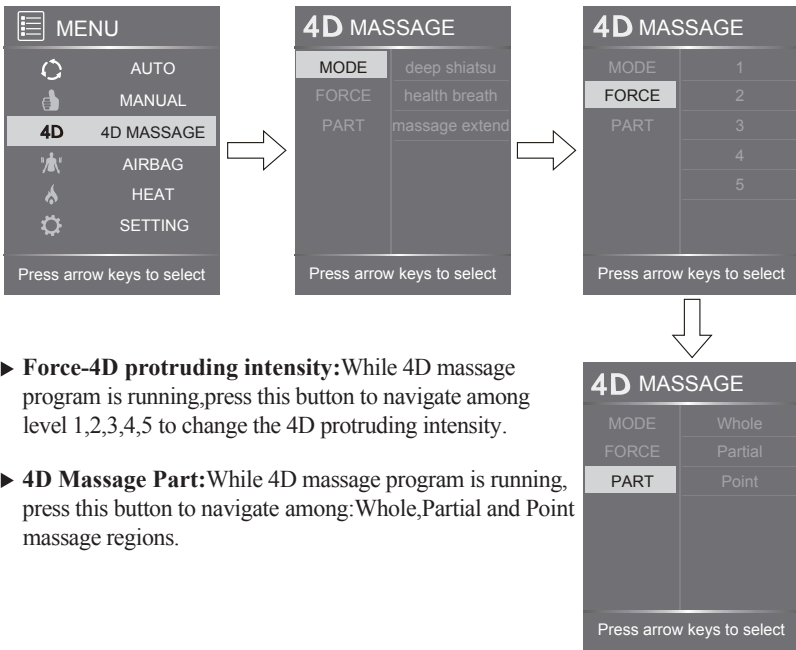 MENU
AUTO
MANUAL
4D 4D MASSAGE
AIRBAG
HEAT
SETTING
Press arrow keys to select
4D MASSAGE
MODE deep shiatsu
FORCE health breath
PART massage extend
Press arrow keys to select
4D MASSAGE
MODE 1
FORCE 2
PART 3
4
5
Press arrow keys to select
▶ Force-4D protruding intensity:While 4D massage
program is running,press this button to navigate among
level 1,2,3,4,5 to change the 4D protruding intensity.
▶ 4D Massage Part:While 4D massage program is running,
press this button to navigate among:Whole,Partial and Point
massage regions.
4D MASSAGE
MODE Whole
FORCE Partial
PART Point
Press arrow keys to select